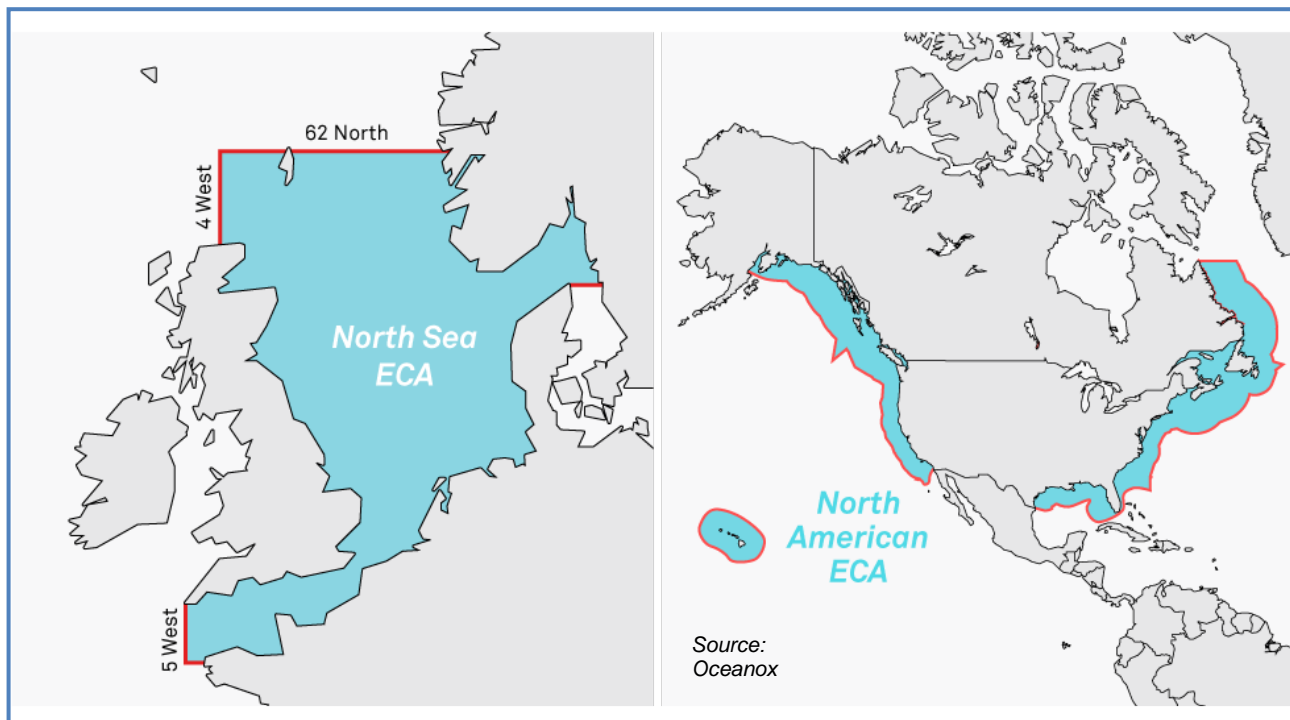 62 North
4 West
North Sea
ECA
5 West
North
American
ECA
Source:
Oceanox